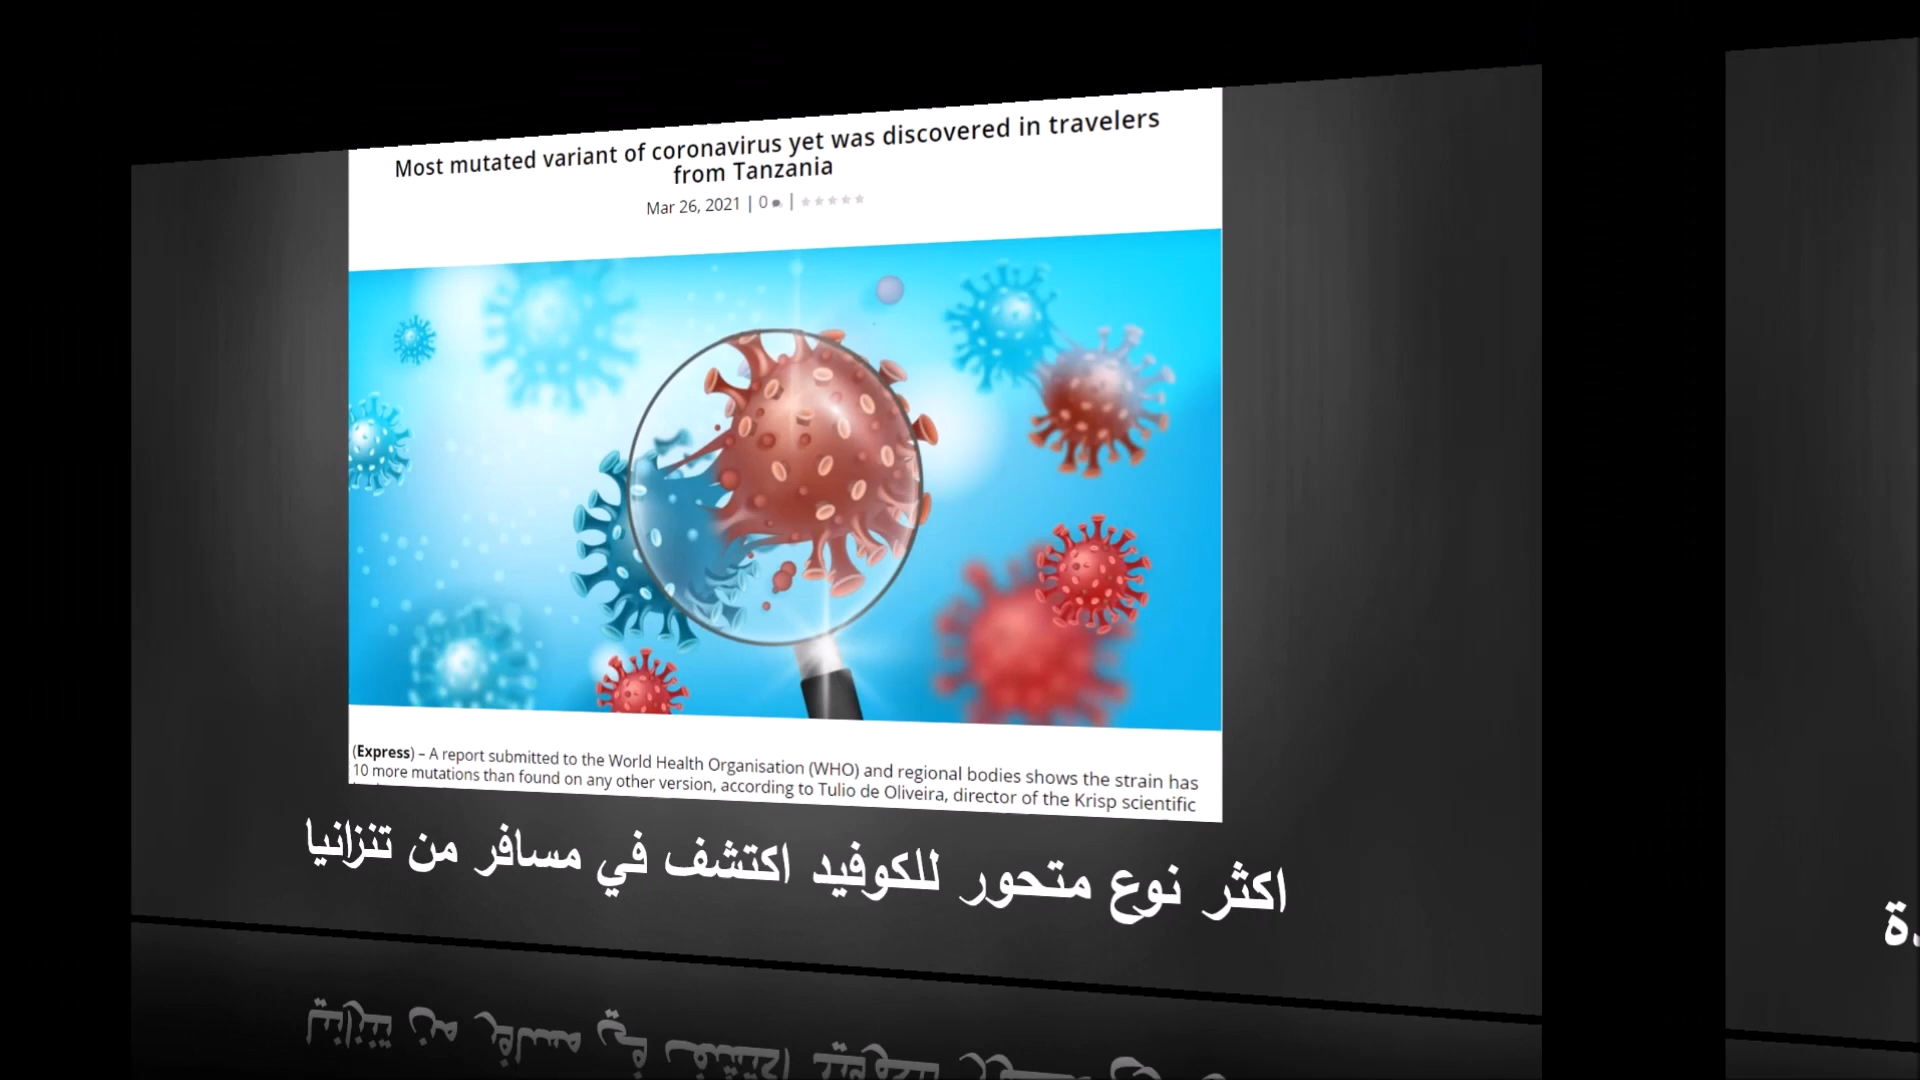 Most mutated variant of coronavirus yet was discovered in travelers
from Tanzania
Mar 26, 2021 | 0 |
(Express) – A report submitted to the World Health Organisation (WHO) and regional bodies shows the strain has
10 more mutations than found on any other version, according to Tulio de Oliveira, director of the Krisp scientific
اكثر نوع متحور للكوفيد اكتشف في مسافر من تنزانيا